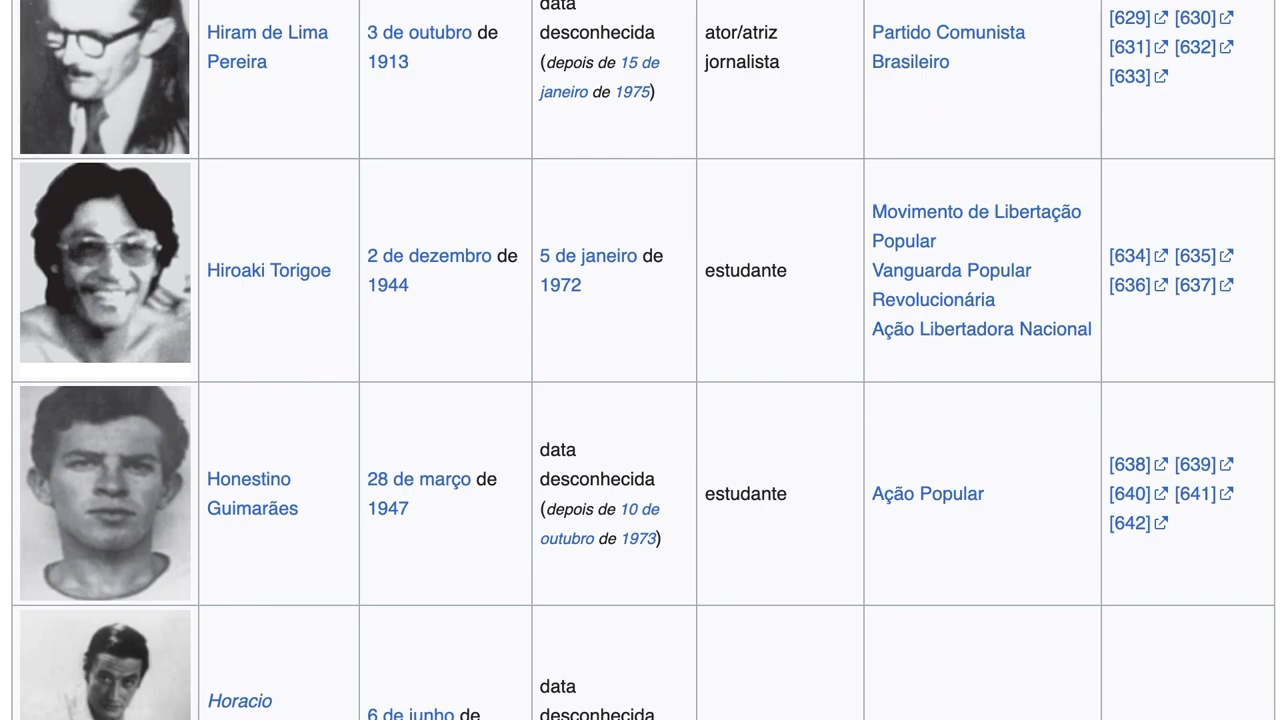 data
Hiram de Lima
Pereira
3 de outubro de
1913
desconhecida
(depois de 15 de
janeiro de 1975)
ator/atriz
jornalista
Partido Comunista
Brasileiro
[629] [630]
[631] [632]
[633]
Hiroaki Torigoe
2 de dezembro de
1944
5 de janeiro de
1972
estudante
Movimento de Libertação
Popular
Vanguarda Popular
Revolucionária
Ação Libertadora Nacional
[634] [635]
[636] [637]
Honestino
Guimarães
28 de março de
1947
data
desconhecida
(depois de 10 de
outubro de 1973)
estudante
Ação Popular
[638] [639]
[640] [641]
[642]
Horacio
6 de junho de
data
desconhecida